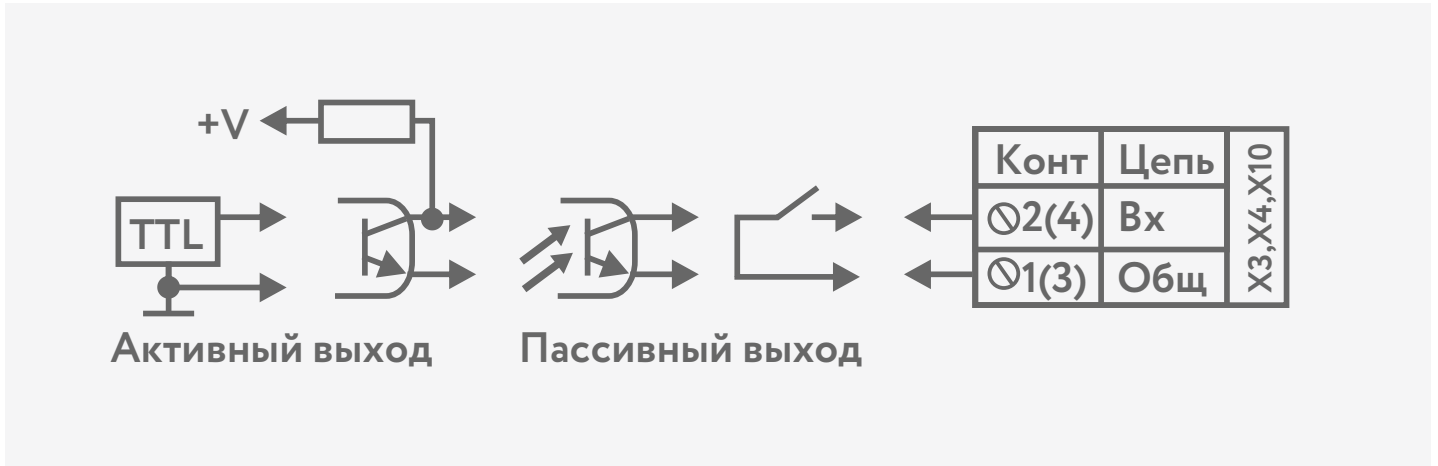 +V
TTL
Активный выход
Пассивный выход
Конт Цепь
2(4) Вх
1(3) Общ
X3,X4,X10